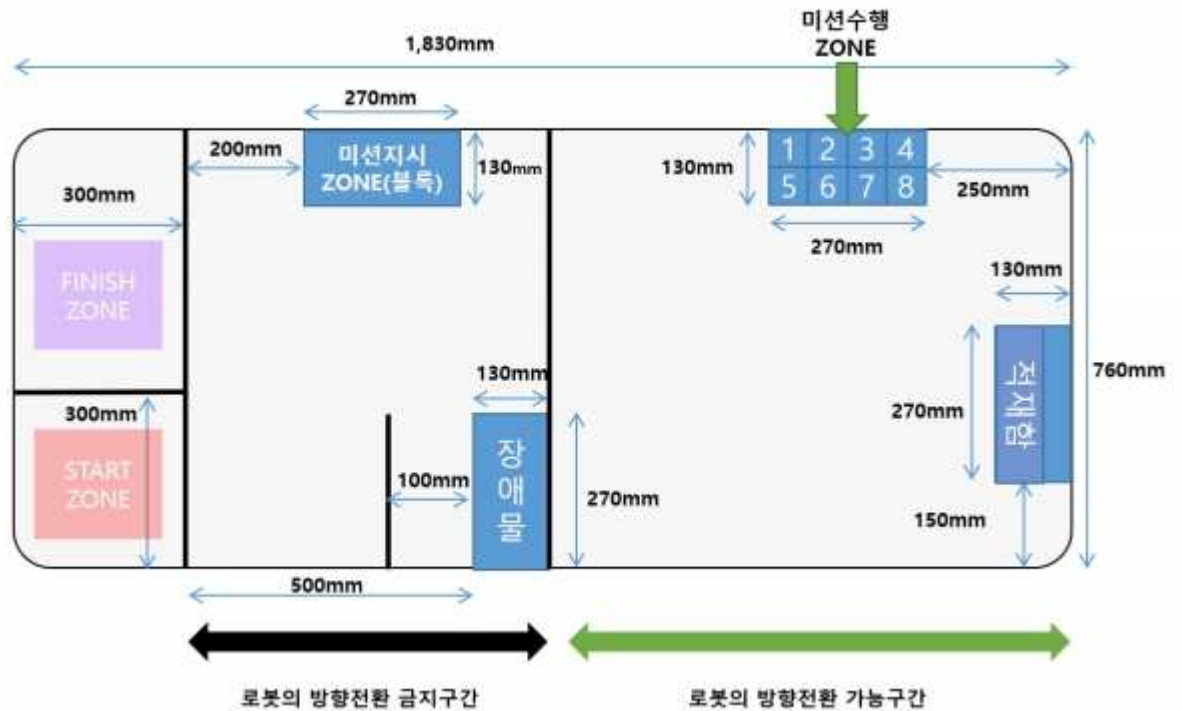 미션수행
ZONE
1,830mm
270mm
200mm
미션지시
ZONE(블록)
130mm
130mm
1 2 3 4
5 6 7 8
250mm
270mm
300mm
FINISH
ZONE
130mm
130mm
적재함
270mm
760mm
300mm
START
ZONE
100mm
장애물
270mm
150mm
500mm
로봇의 방향전환 금지구간
로봇의 방향전환 가능구간